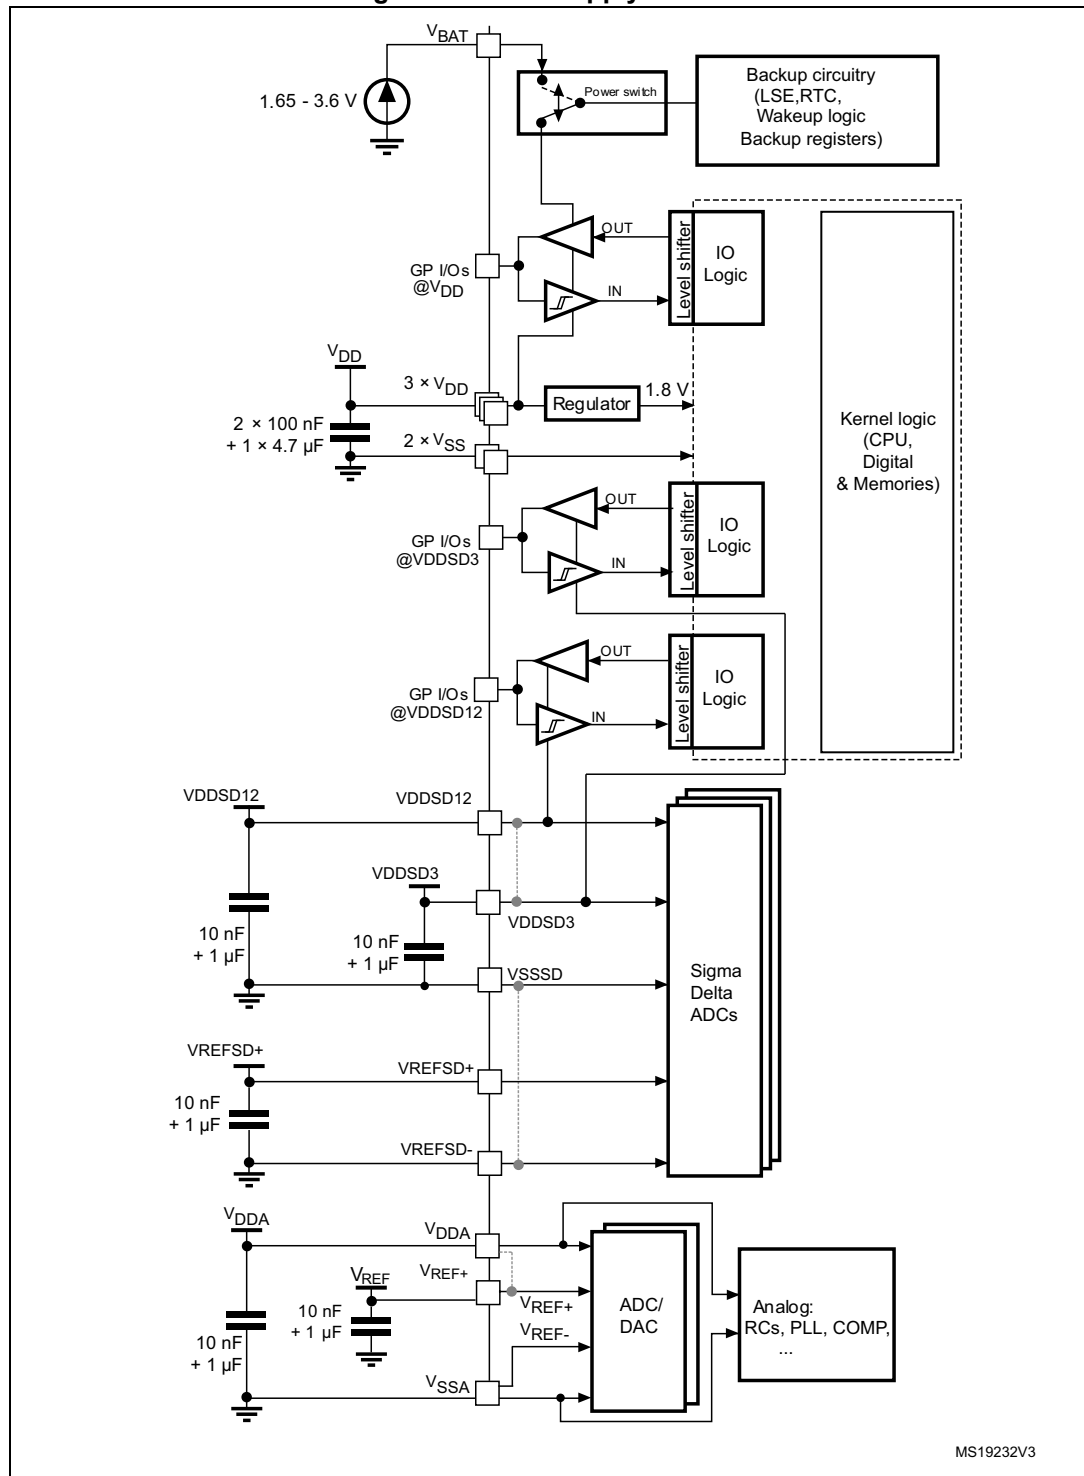 VBAT
1.65 - 3.6 V
Power switch
Backup circuitry
(LSE,RTC,
Wakeup logic
Backup registers)
OUT
Level shifter
IO
Logic
GP I/Os
@VDD
IN
VDD
3 × VDD
Regulator
1.8 V
2 × 100 nF
+ 1 × 4.7 µF
2 × VSS
Kernel logic
(CPU,
Digital
& Memories)
OUT
Level shifter
IO
Logic
GP I/Os
@VDDSD3
IN
OUT
Level shifter
IO
Logic
GP I/Os
@VDDSD12
IN
VDDSD12
VDDSD12
VDDSD3
VDDSD3
10 nF
+ 1 µF
10 nF
+ 1 µF
VSSSD
Sigma
Delta
ADCs
VREFSD+
VREFSD+
10 nF
+ 1 µF
VREFSD-
VDDA
VDDA
VREF
VREF+
VREF+
10 nF
+ 1 µF
VREF-
ADC/
DAC
Analog:
RCs, PLL, COMP,
...
10 nF
+ 1 µF
VSSA
MS19232V3